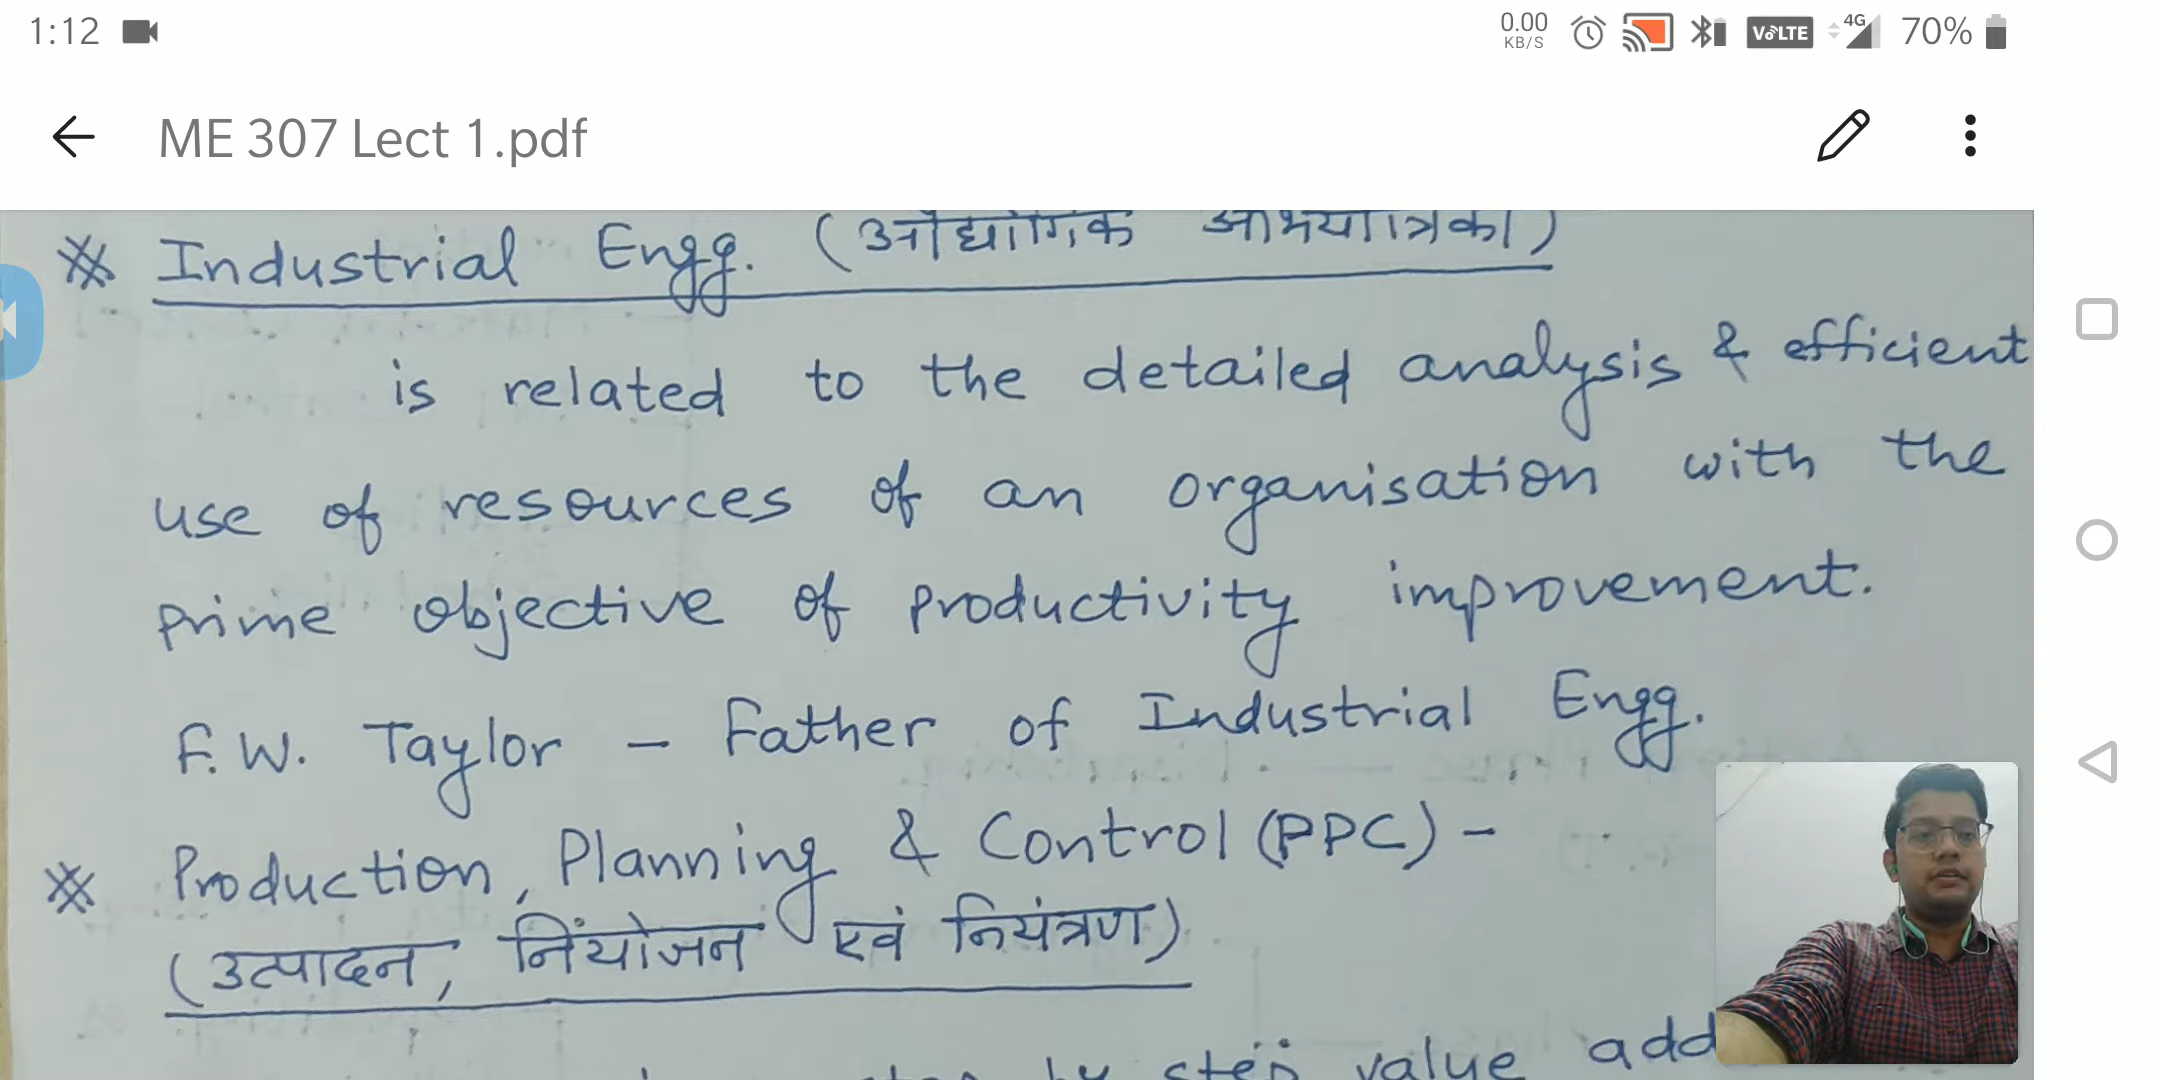 1:12
0.00 KB/S VoLTE 4G 70%
ME 307 Lect 1.pdf
Industrial Engg. (औद्योगिक अभियांत्रिकी)
is related to the detailed analysis & efficient
use of resources of an organisation with the
prime objective of productivity improvement.
F.W. Taylor - Father of Industrial Engg.
Production, Planning & Control (PPC) -
(उत्पादन, नियोजन एवं नियंत्रण)
by step value add